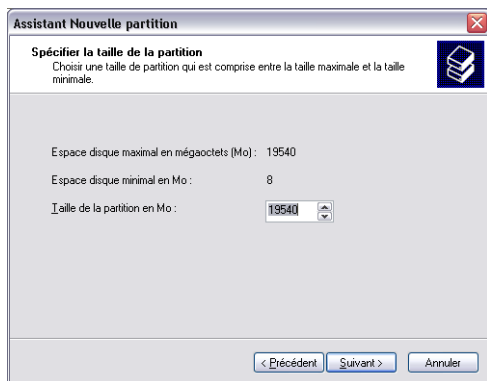 Assistant Nouvelle partition
Spécifier la taille de la partition
Choisir une taille de partition qui est comprise entre la taille maximale et la taille
minimale.
Espace disque maximal en mégaoctets (Mo) : 19540
Espace disque minimal en Mo : 8
Taille de la partition en Mo : 19540
< Précédent Suivant > Annuler